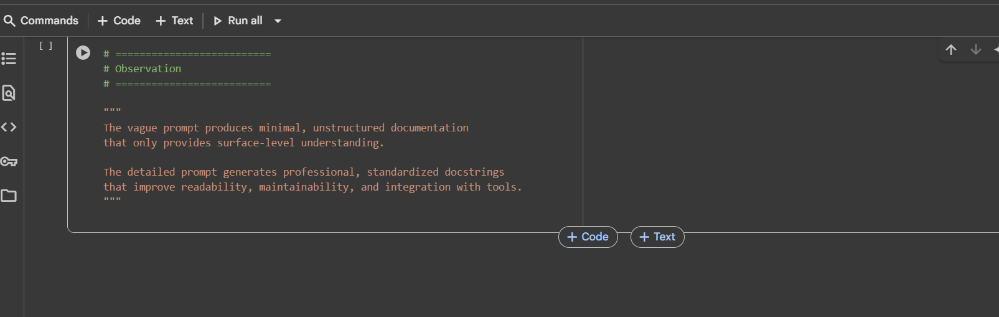 Commands
+ Code
+ Text
Run all
[ ]
# ==========================
# Observation
# ==========================
"""
The vague prompt produces minimal, unstructured documentation
that only provides surface-level understanding.
The detailed prompt generates professional, standardized docstrings
that improve readability, maintainability, and integration with tools.
"""
+ Code
+ Text